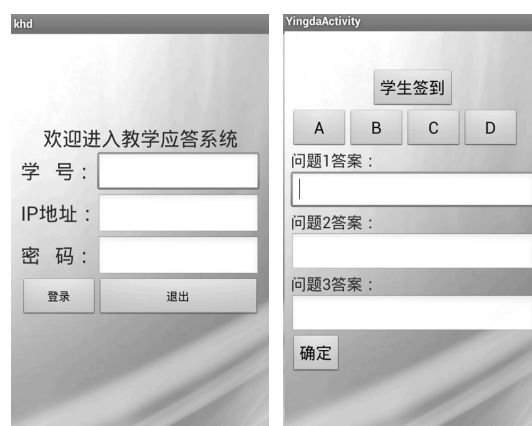 khd
欢迎进入教学应答系统
学 号：
IP地址：
密 码：
登录
退出
YingdaActivity
学生签到
A B C D
问题1答案：
问题2答案：
问题3答案：
确定